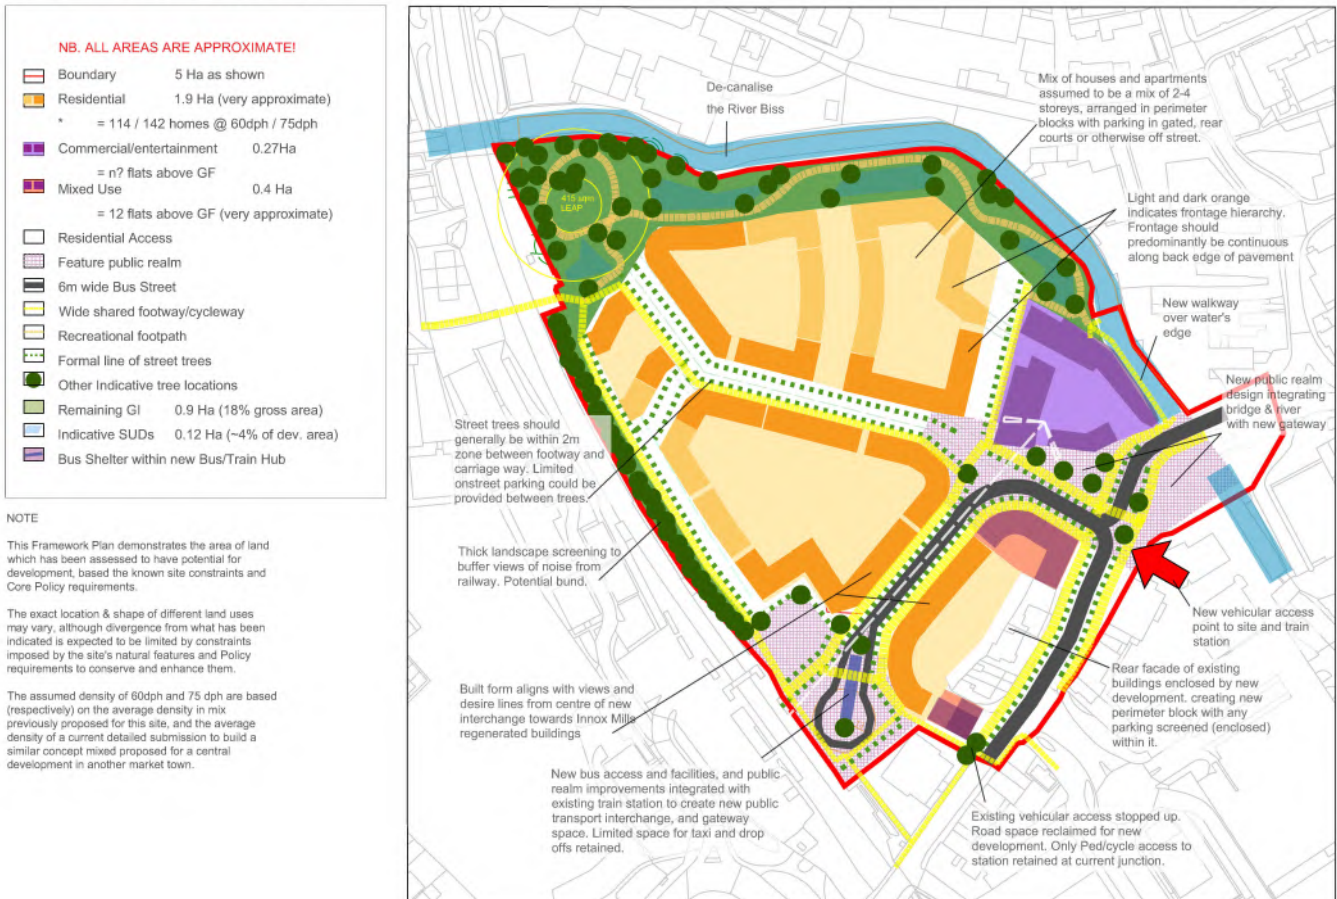 NB. ALL AREAS ARE APPROXIMATE!
Boundary 5 Ha as shown
Residential 1.9 Ha (very approximate)
* = 114 / 142 homes @ 60dph / 75dph
Commercial/entertainment 0.27Ha
= n? flats above GF
Mixed Use 0.4 Ha
= 12 flats above GF (very approximate)
Residential Access
Feature public realm
6m wide Bus Street
Wide shared footway/cycleway
Recreational footpath
Formal line of street trees
Other Indicative tree locations
Remaining GI 0.9 Ha (18% gross area)
Indicative SUDs 0.12 Ha (~4% of dev. area)
Bus Shelter within new Bus/Train Hub
NOTE
This Framework Plan demonstrates the area of land
which has been assessed to have potential for
development, based the known site constraints and
Core Policy requirements.
The exact location & shape of different land uses
may vary, although divergence from what has been
indicated is expected to be limited by constraints
imposed by the site's natural features and Policy
requirements to conserve and enhance them.
The assumed density of 60dph and 75 dph are based
(respectively) on the average density in mix
previously proposed for this site, and the average
density of a current detailed submission to build a
similar concept mixed proposed for a central
development in another market town.
De-canalise
the River Biss
Mix of houses and apartments
assumed to be a mix of 2-4
storeys, arranged in perimeter
blocks with parking in gated, rear
courts or otherwise off street.
415 sqm
LEAP
Light and dark orange
indicates frontage hierarchy.
Frontage should
predominantly be continuous
along back edge of pavement
New walkway
over water's
edge
New public realm
design integrating
bridge & river
with new gateway
Street trees should
generally be within 2m
zone between footway and
carriage way. Limited
onstreet parking could be
provided between trees.
Thick landscape screening to
buffer views of noise from
railway. Potential bund.
New vehicular access
point to site and train
station
Rear facade of existing
buildings enclosed by new
development. creating new
perimeter block with any
parking screened (enclosed)
within it.
Built form aligns with views and
desire lines from centre of new
interchange towards Innox Mills
regenerated buildings
New bus access and facilities, and public
realm improvements integrated with
existing train station to create new public
transport interchange, and gateway
space. Limited space for taxi and drop
offs retained.
Existing vehicular access stopped up.
Road space reclaimed for new
development. Only Ped/cycle access to
station retained at current junction.